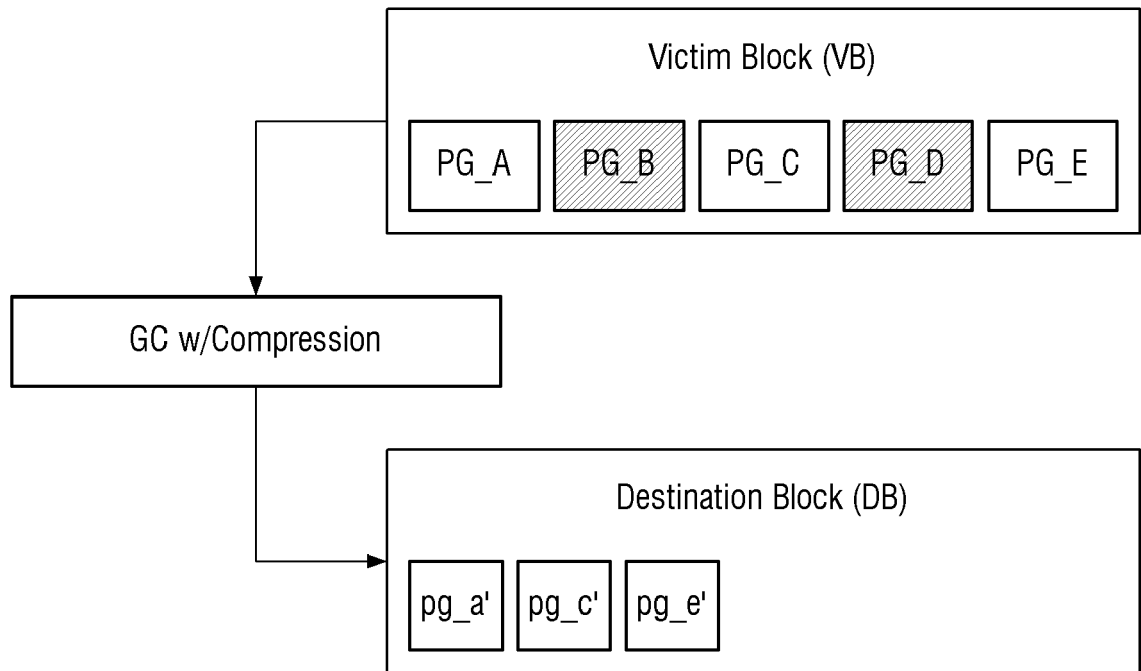 Victim Block (VB)
PG_A PG_B PG_C PG_D PG_E
GC w/Compression
Destination Block (DB)
pg_a' pg_c' pg_e'